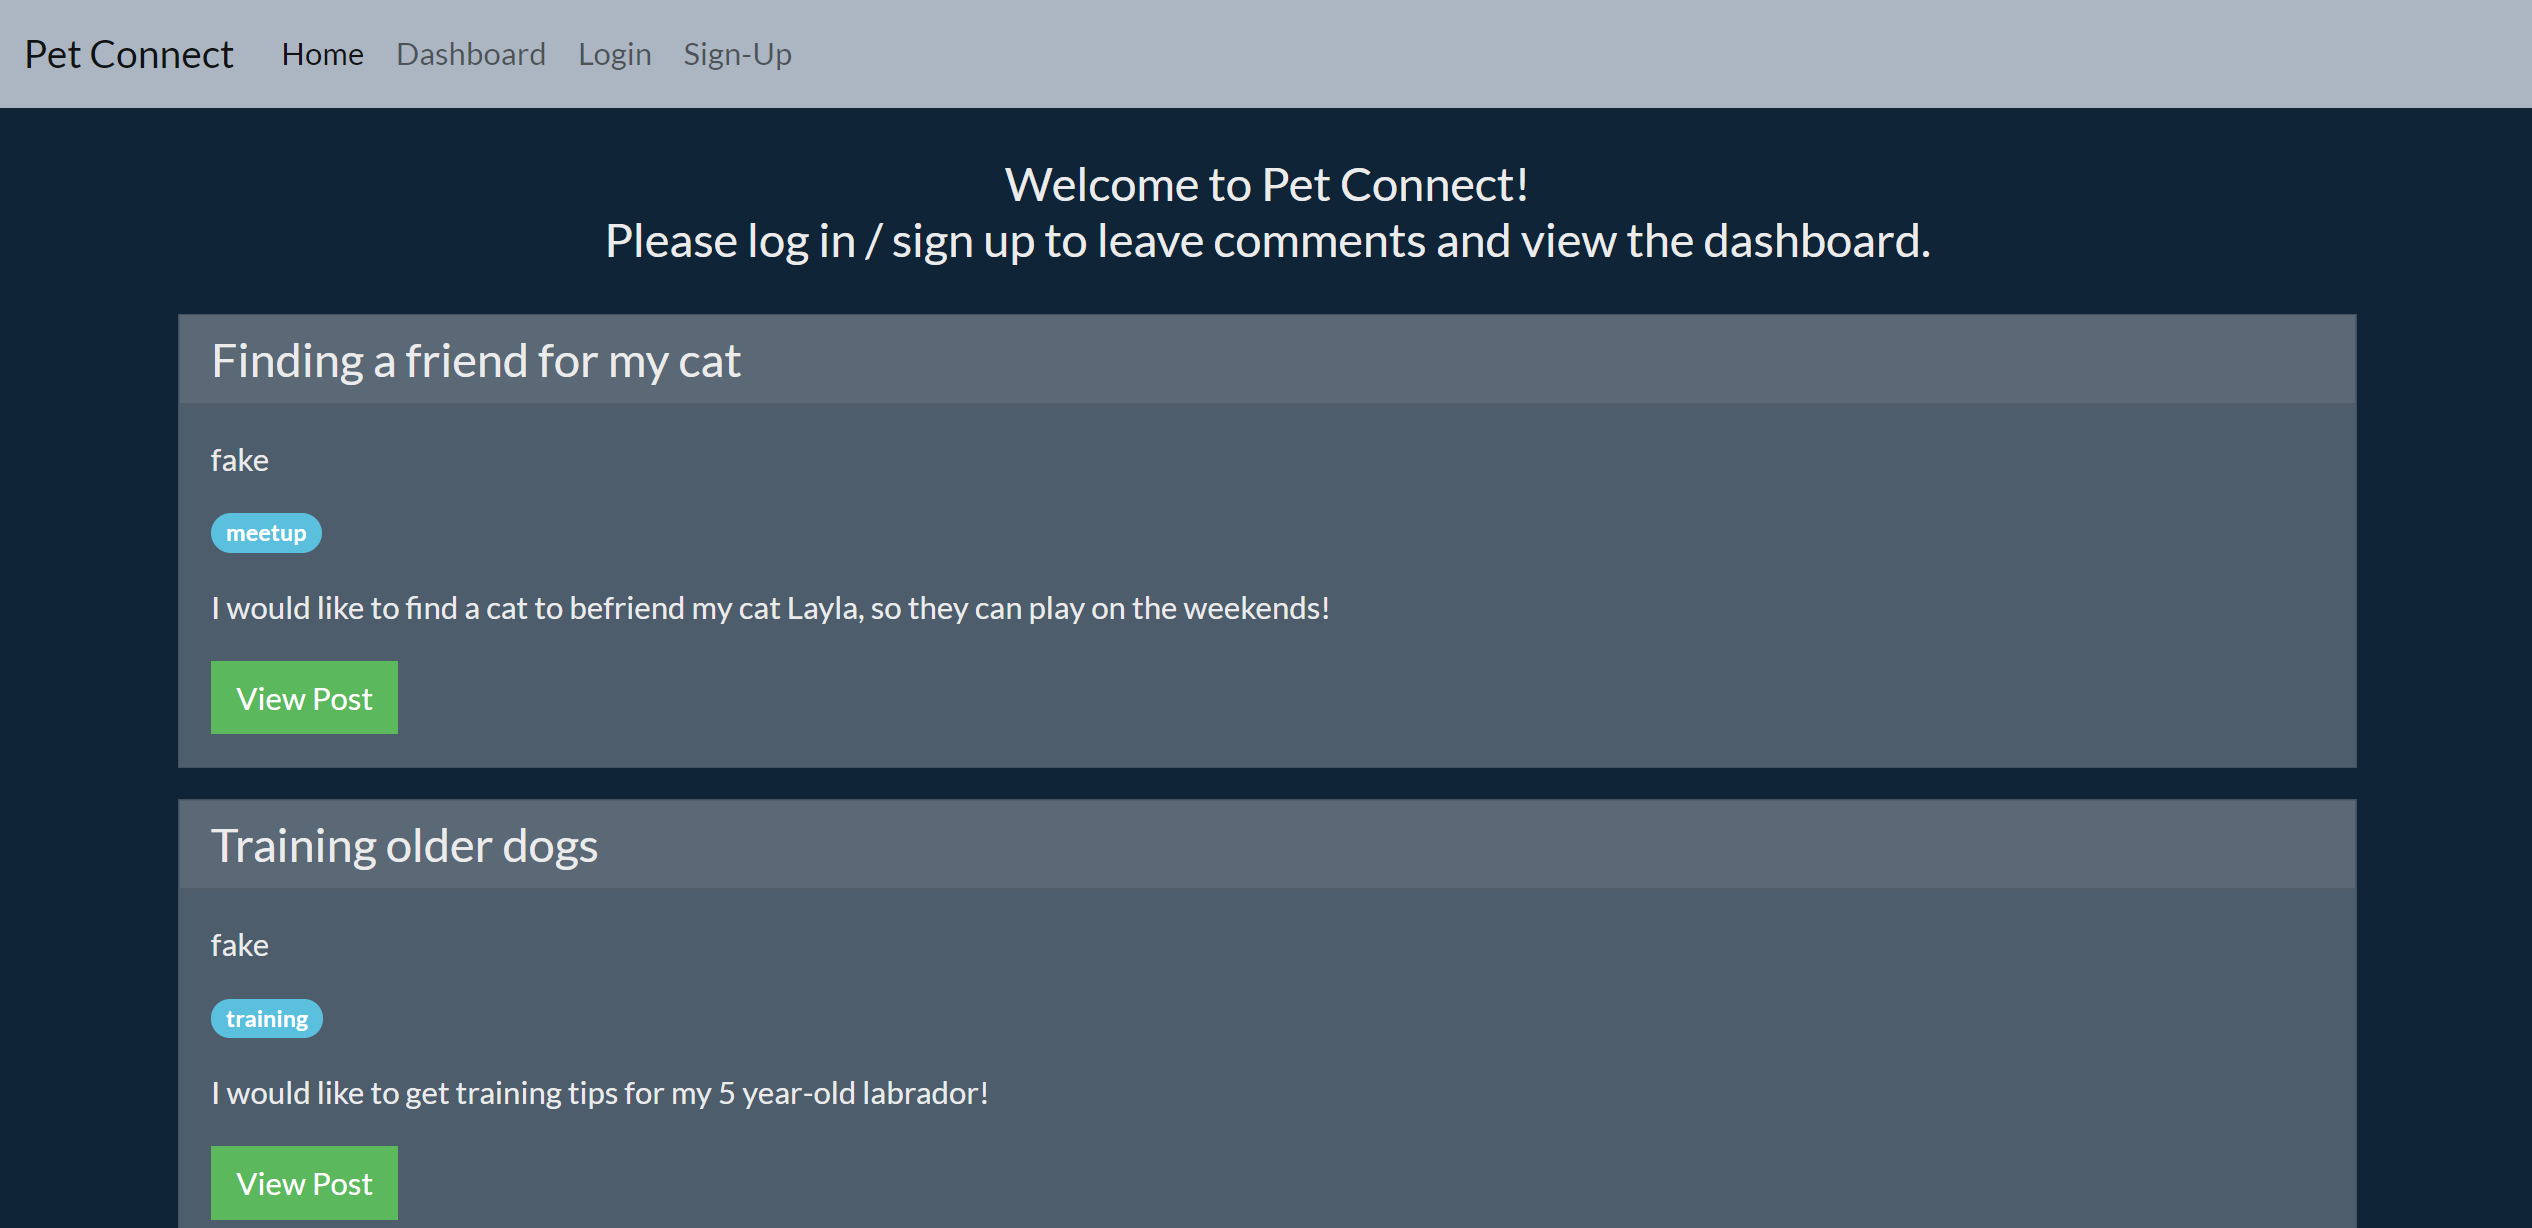 Pet Connect Home Dashboard Login Sign-Up
Welcome to Pet Connect!
Please log in / sign up to leave comments and view the dashboard.
Finding a friend for my cat
fake
meetup
I would like to find a cat to befriend my cat Layla, so they can play on the weekends!
View Post
Training older dogs
fake
training
I would like to get training tips for my 5 year-old labrador!
View Post